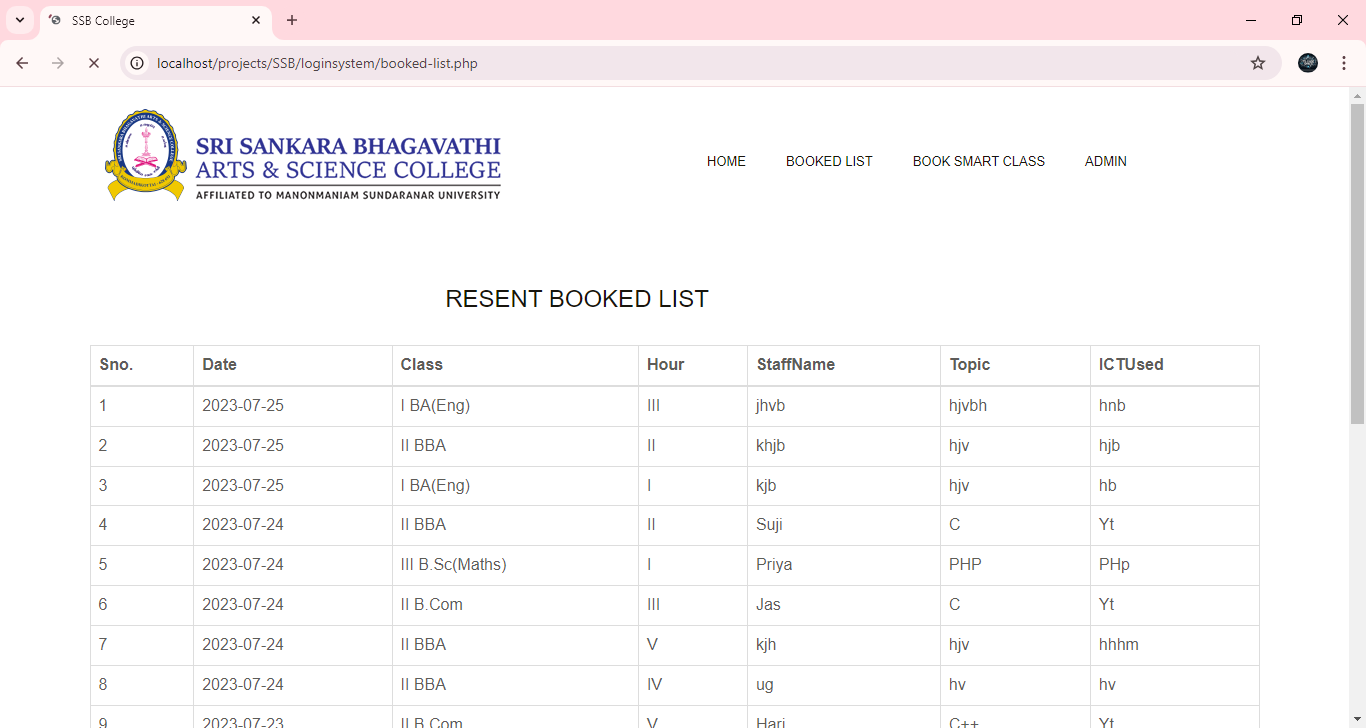 SSB College
localhost/projects/SSB/loginsystem/booked-list.php
SRI SANKARA BHAGAVATHI
ARTS & SCIENCE COLLEGE
AFFILIATED TO MANONMANIAM SUNDARANAR UNIVERSITY
HOME BOOKED LIST BOOK SMART CLASS ADMIN
RESENT BOOKED LIST
Sno. Date Class Hour StaffName Topic ICTUsed
1 2023-07-25 I BA(Eng) III jhvb hjvbh hnb
2 2023-07-25 II BBA II khjb hjv hjb
3 2023-07-25 I BA(Eng) I kjb hjv hb
4 2023-07-24 II BBA II Suji C Yt
5 2023-07-24 III B.Sc(Maths) I Priya PHP PHp
6 2023-07-24 II B.Com III Jas C Yt
7 2023-07-24 II BBA V kjh hjv hhhm
8 2023-07-24 II BBA IV ug hv hv
9 2023-07-23 II B.Com V Hari C++ Yt